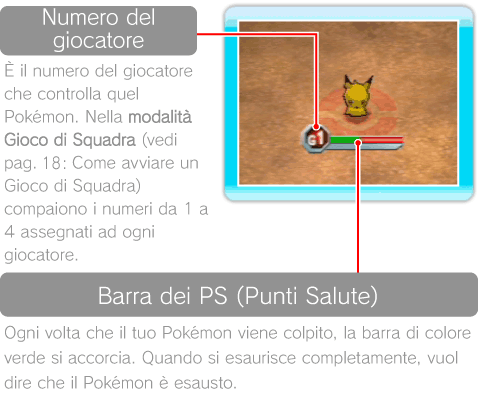 Numero del
giocatore
È il numero del giocatore
che controlla quel
Pokémon. Nella modalità
Gioco di Squadra (vedi
pag. 18: Come avviare un
Gioco di Squadra)
compaiono i numeri da 1 a
4 assegnati ad ogni
giocatore.
G1
Barra dei PS (Punti Salute)
Ogni volta che il tuo Pokémon viene colpito, la barra di colore
verde si accorcia. Quando si esaurisce completamente, vuol
dire che il Pokémon è esausto.